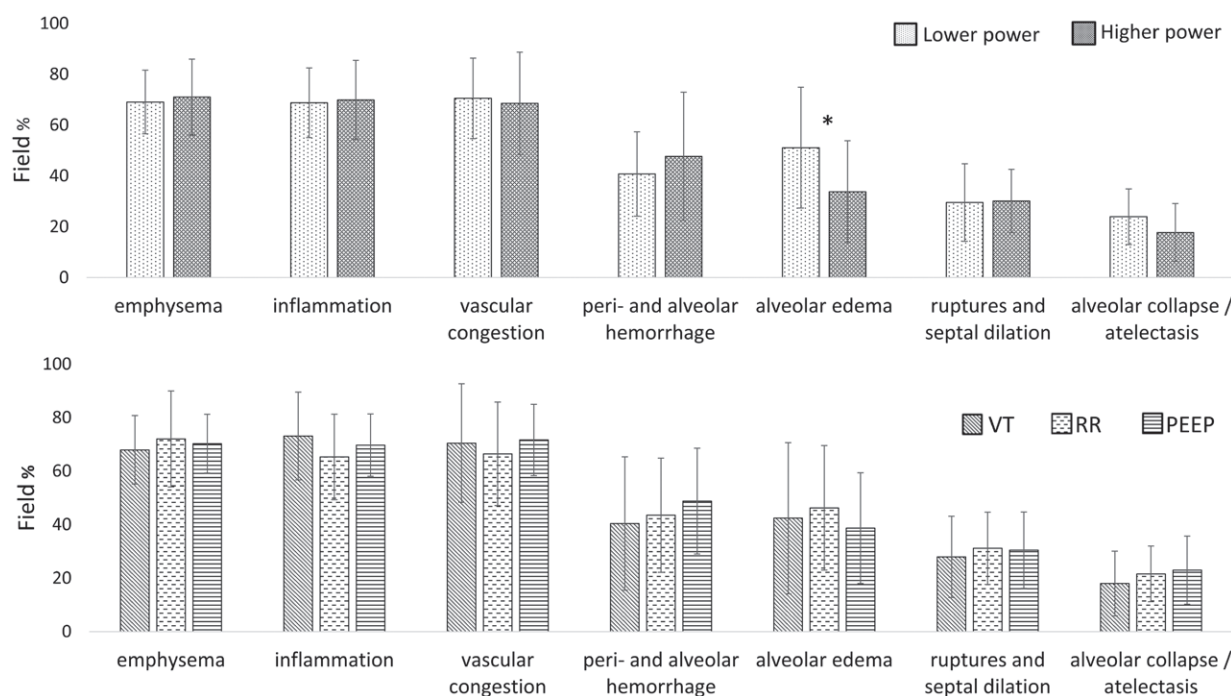 100
80
60
40
20
0
Field %
Lower power
Higher power
*
emphysema
inflammation
vascular
congestion
peri- and alveolar
hemorrhage
alveolar edema
ruptures and
septal dilation
alveolar collapse /
atelectasis
100
80
60
40
20
0
Field %
VT
RR
PEEP
emphysema
inflammation
vascular
congestion
peri- and alveolar
hemorrhage
alveolar edema
ruptures and
septal dilation
alveolar collapse /
atelectasis